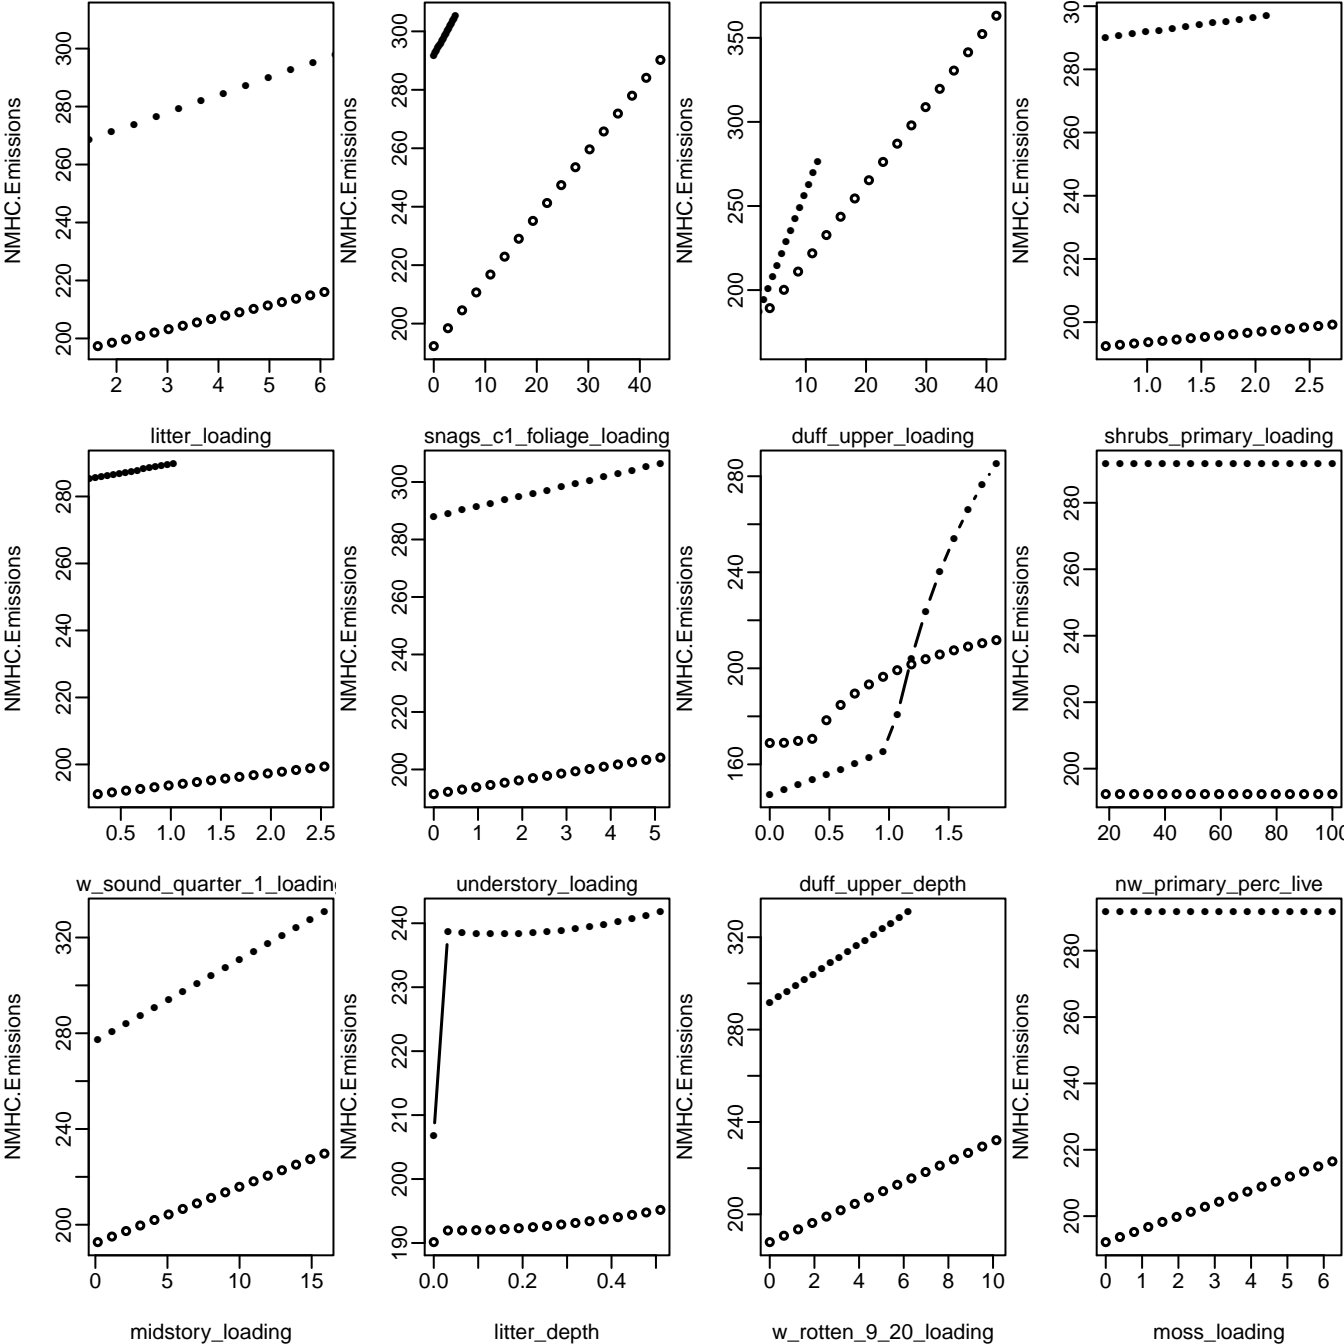 NMHC.Emissions
200 220 240 260 280 300
2 3 4 5 6
litter_loading
NMHC.Emissions
200 220 240 260 280 300
0 10 20 30 40
snags_c1_foliage_loading
NMHC.Emissions
200 250 300 350
10 20 30 40
duff_upper_loading
NMHC.Emissions
200 220 240 260 280 30
1.0 1.5 2.0 2.5
shrubs_primary_loading
NMHC.Emissions
200 220 240 260 280
0.5 1.0 1.5 2.0 2.5
w_sound_quarter_1_loading
NMHC.Emissions
200 220 240 260 280 300
0 1 2 3 4 5
understory_loading
NMHC.Emissions
160 200 240 280
0.0 0.5 1.0 1.5
duff_upper_depth
NMHC.Emissions
200 220 240 260 280
20 40 60 80 100
nw_primary_perc_live
NMHC.Emissions
200 240 280 320
0 5 10 15
midstory_loading
NMHC.Emissions
190 200 210 220 230 240
0.0 0.2 0.4
litter_depth
NMHC.Emissions
200 240 280 320
0 2 4 6 8 10
w_rotten_9_20_loading
NMHC.Emissions
200 220 240 260 280
0 1 2 3 4 5 6
moss_loading